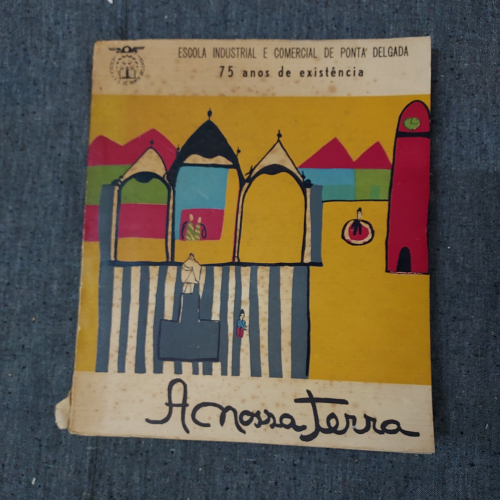 ESCOLA INDUSTRIAL E COMERCIAL DE PONTA DELGADA
75 anos de existência
A nossa terra